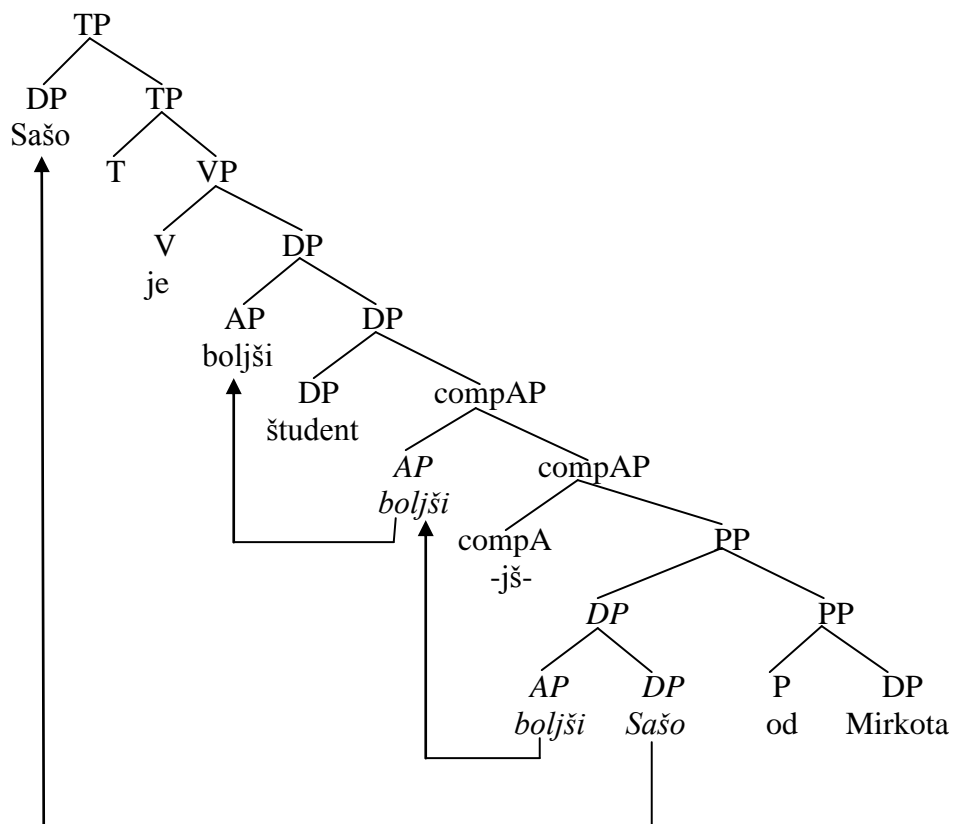 TP
DP TP
Sašo
T VP
V DP
je
AP DP
boljši
DP compAP
študent
AP compAP
boljši
compA PP
-jš-
DP PP
AP DP P DP
boljši Sašo od Mirkota